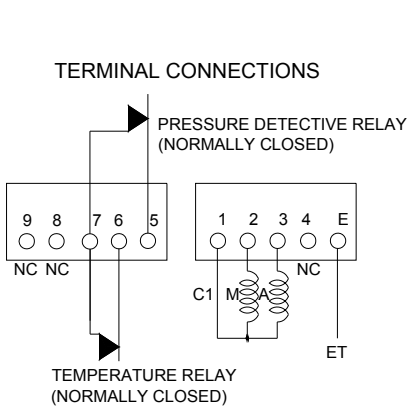 TERMINAL CONNECTIONS
PRESSURE DETECTIVE RELAY
(NORMALLY CLOSED)
9 8 7 6 5
1 2 3 4 E
NC NC
NC
C1 M A
ET
TEMPERATURE RELAY
(NORMALLY CLOSED)